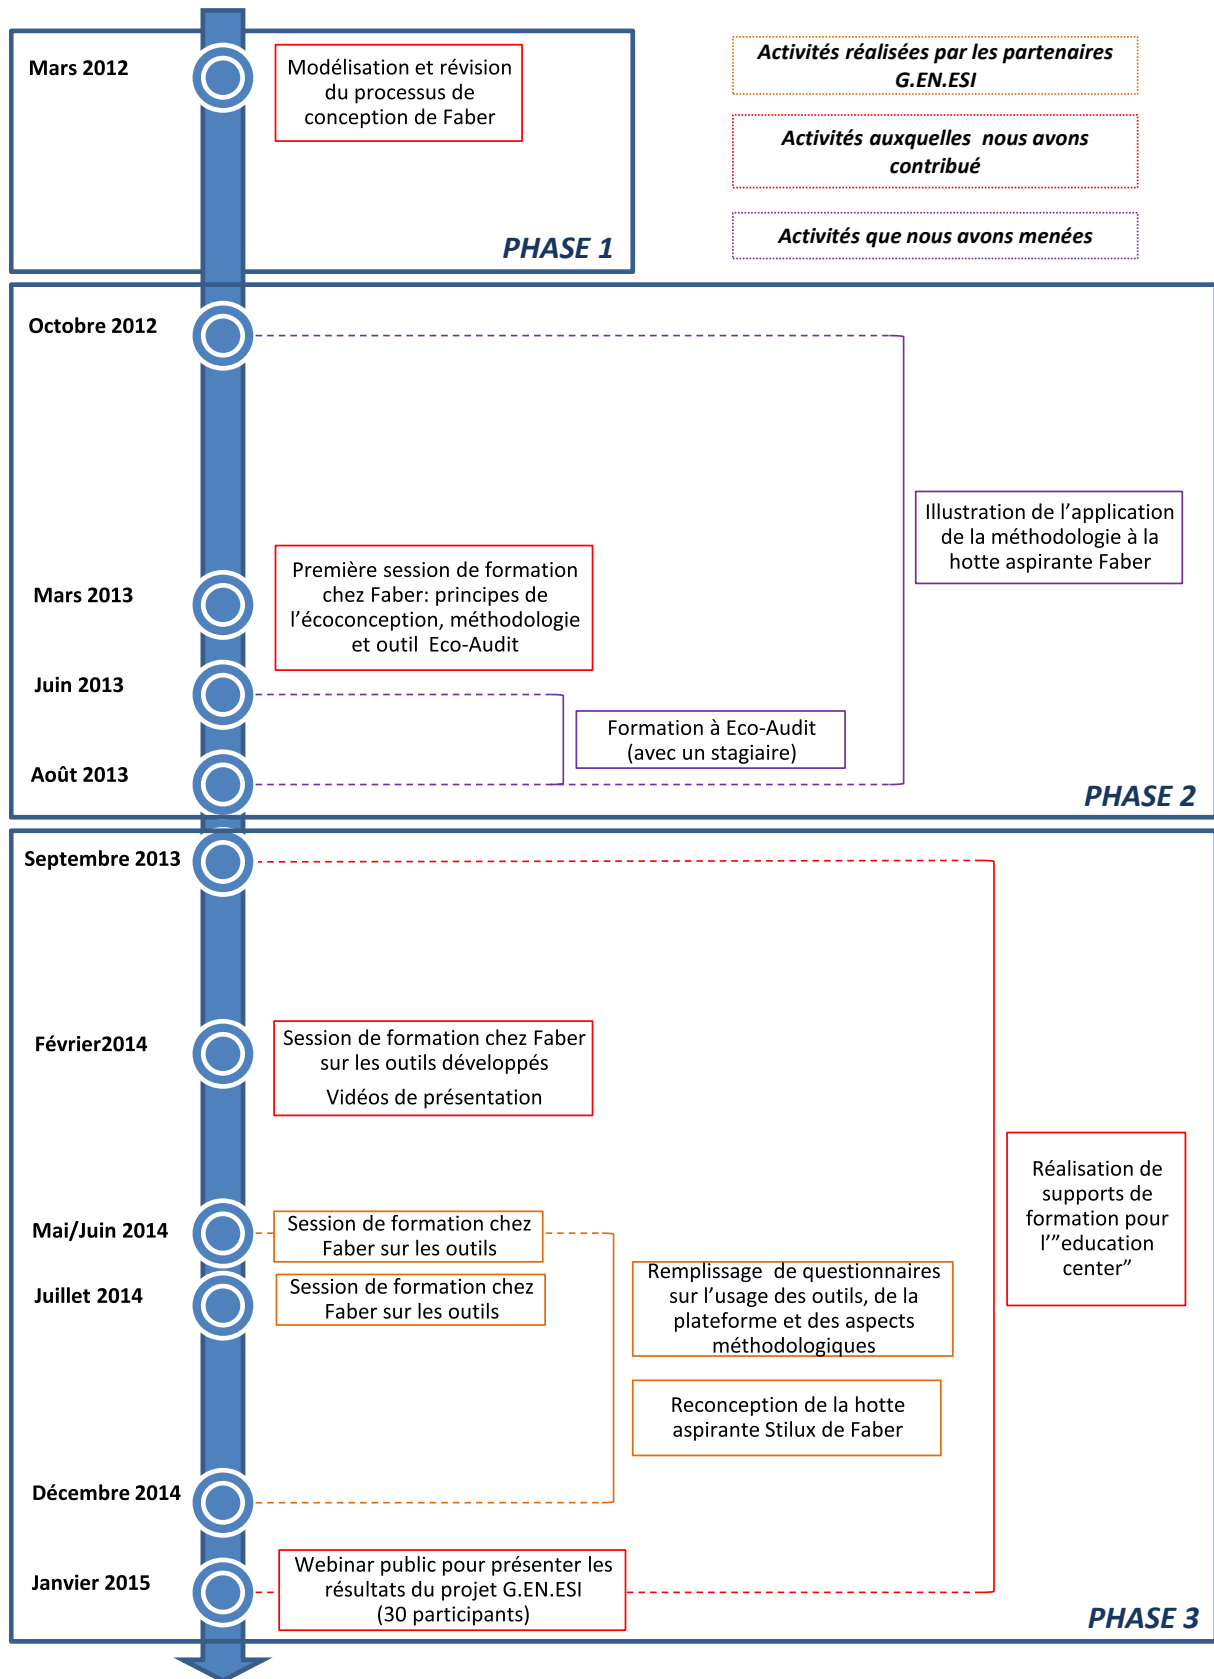 Mars 2012
Modélisation et révision
du processus de
conception de Faber
PHASE 1
Activités réalisées par les partenaires
G.EN.ESI
Activités auxquelles nous avons
contribué
Activités que nous avons menées
Octobre 2012
Illustration de l'application
de la méthodologie à la
hotte aspirante Faber
Mars 2013
Première session de formation
chez Faber: principes de
l'écoconception, méthodologie
et outil Eco-Audit
Juin 2013
Formation à Eco-Audit
(avec un stagiaire)
Août 2013
PHASE 2
Septembre 2013
Février2014
Session de formation chez Faber
sur les outils développés
Vidéos de présentation
Réalisation de
supports de
formation pour
l'"education
center"
Mai/Juin 2014
Session de formation chez
Faber sur les outils
Juillet 2014
Session de formation chez
Faber sur les outils
Remplissage de questionnaires
sur l'usage des outils, de la
plateforme et des aspects
méthodologiques
Reconception de la hotte
aspirante Stilux de Faber
Décembre 2014
Janvier 2015
Webinar public pour présenter les
résultats du projet G.EN.ESI
(30 participants)
PHASE 3